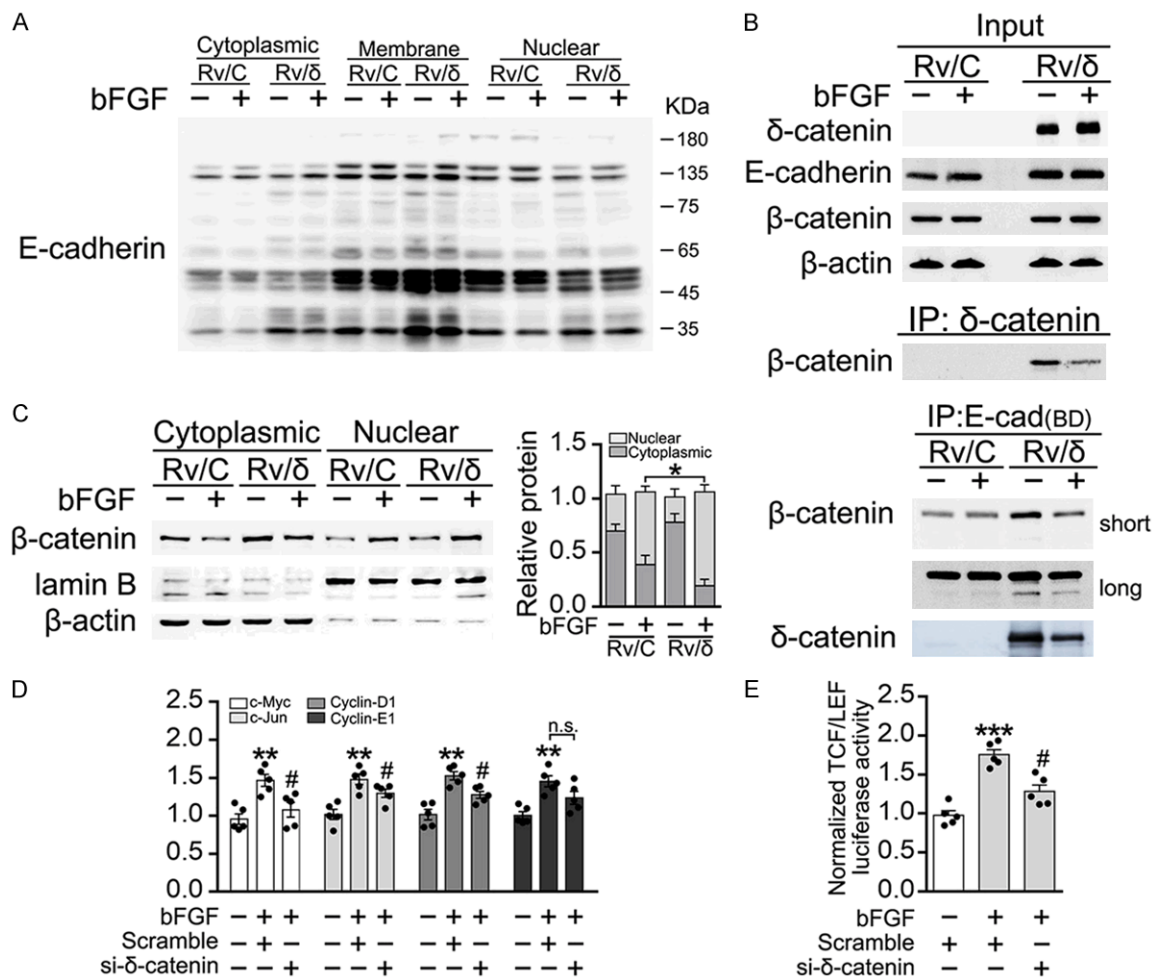 A
Cytoplasmic Membrane Nuclear
Rv/C Rv/δ Rv/C Rv/δ Rv/C Rv/δ
bFGF − + − + − + − + − + − + KDa
−180
−135
−75
E-cadherin −65
−45
−35
B
Input
Rv/C Rv/δ
bFGF − + − +
δ-catenin
E-cadherin
β-catenin
β-actin
IP: δ-catenin
β-catenin
IP:E-cad(BD)
Rv/C Rv/δ
bFGF − + − +
β-catenin short
long
δ-catenin
C
Cytoplasmic Nuclear
Rv/C Rv/δ Rv/C Rv/δ
bFGF − + − + − + − +
β-catenin
lamin B
β-actin
Relative protein
1.5
1.0
0.5
0.0
Nuclear
Cytoplasmic
*
bFGF − + − +
Rv/C Rv/δ
D
2.5
2.0
1.5
1.0
0.5
0.0
c-Myc Cyclin-D1
c-Jun Cyclin-E1
** # ** # ** # ** n.s.
− + + − + + − + + − + + bFGF
− + − − + − − + − − + − Scramble
− − + − − + − − + − − + si-δ-catenin
E
Normalized TCF/LEF
luciferase activity
2.5
2.0
1.5
1.0
0.5
0.0
*** #
bFGF − + +
Scramble + + −
si-δ-catenin − − +